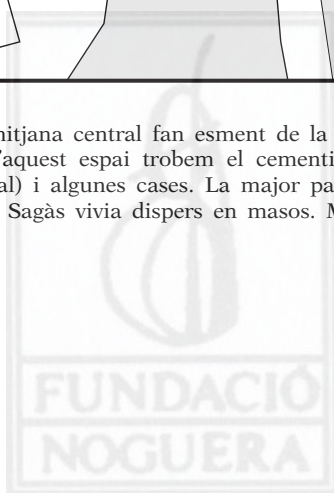 mitjana central fan esment de la
'aquest espai trobem el cementi
al) i algunes cases. La major pa
Sagàs vivia dispers en masos. M
FUNDACIÓ
NOGUERA